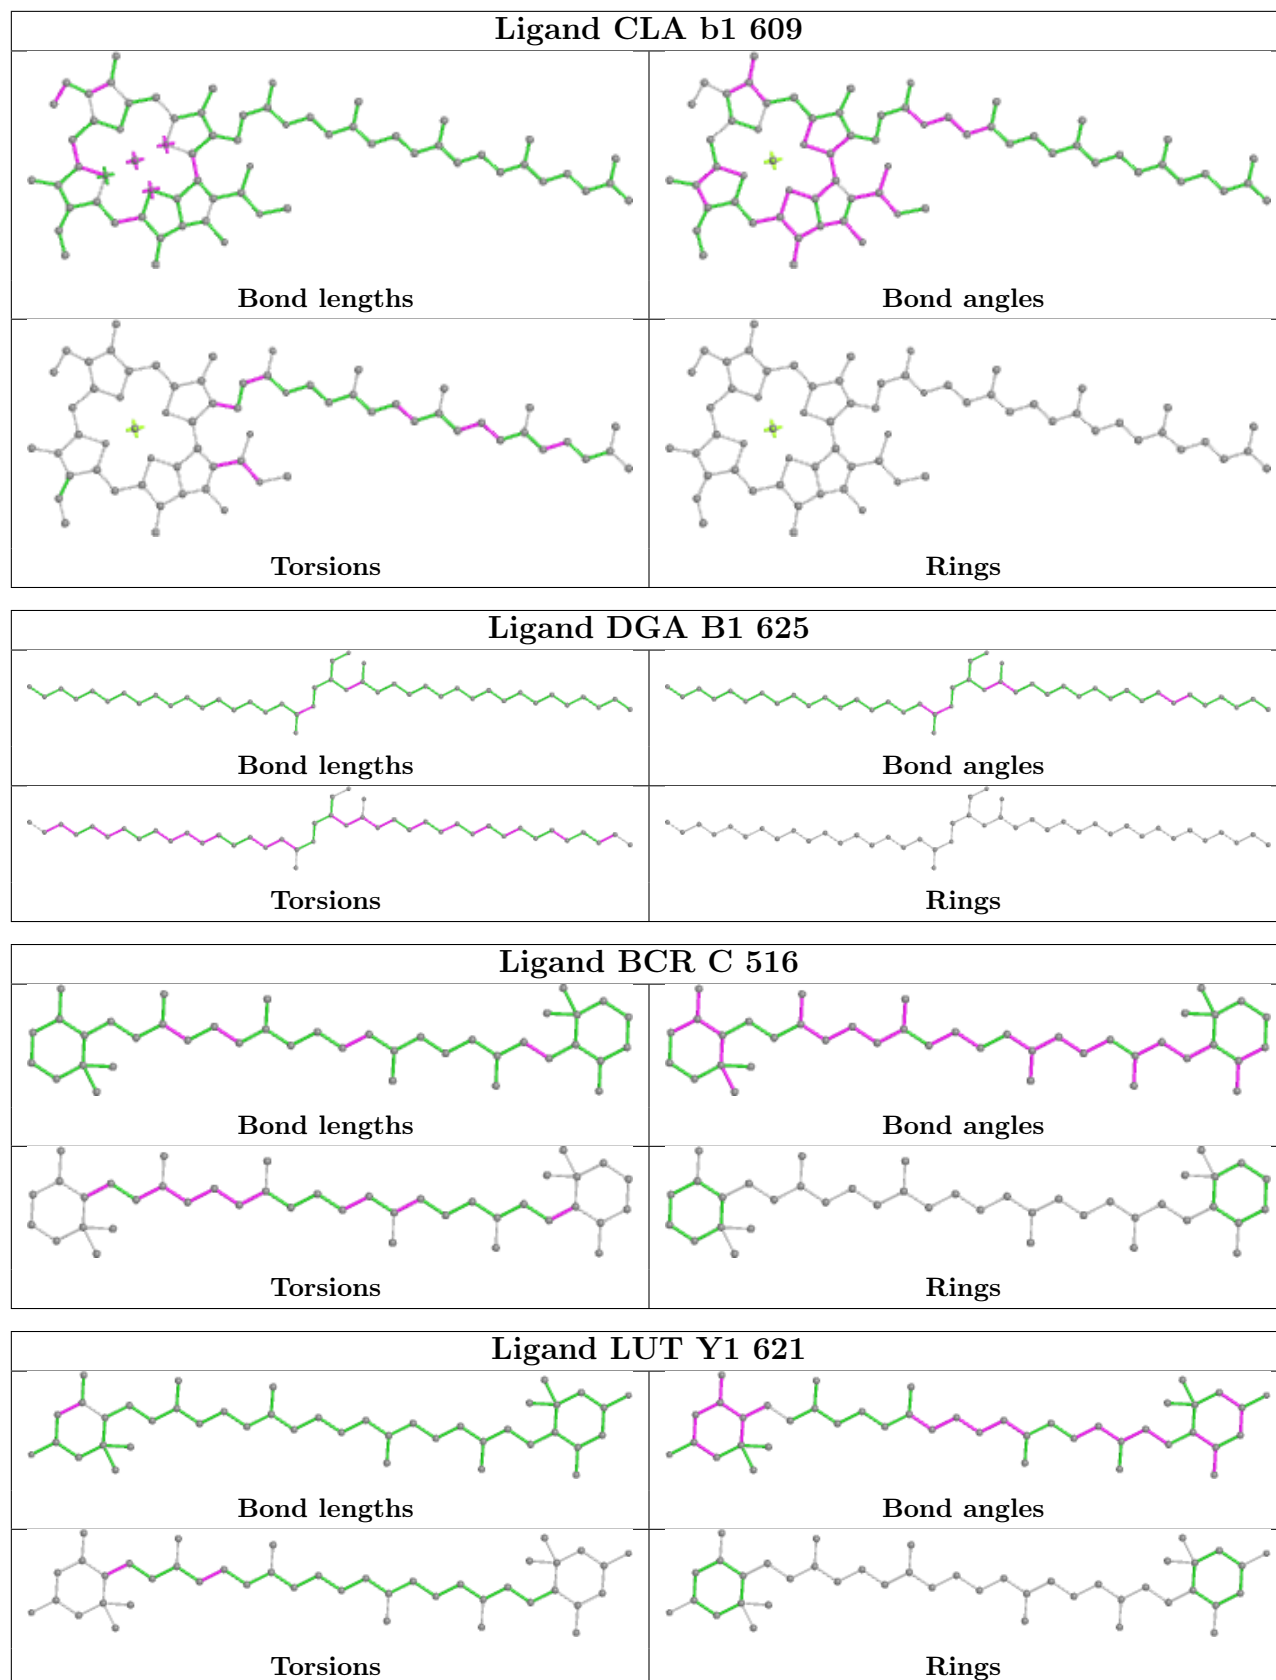 Ligand CLA b1 609
Bond lengths
Bond angles
Torsions
Rings
Ligand DGA B1 625
Bond lengths
Bond angles
Torsions
Rings
Ligand BCR C 516
Bond lengths
Bond angles
Torsions
Rings
Ligand LUT Y1 621
Bond lengths
Bond angles
Torsions
Rings